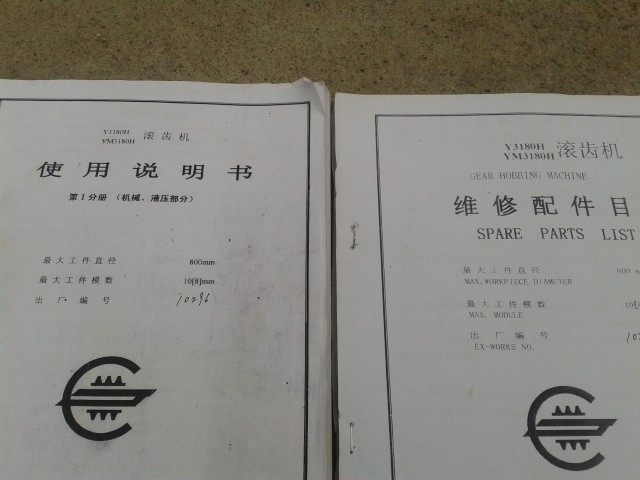 Y3180H
YM3180H 滚齿机
使用说明书
第I分册 (机械、液压部分)
最大工件直径 800mm
最大工件模数 10[8]mm
出厂编号 10296
Y3180H
YM3180H 滚齿机
GEAR HOBBING MACHINE
维修配件目
SPARE PARTS LIST
最大工件直径 800
MAX.WORKPIECE DIAMETER
最大工件模数 10[
MAX. MODULE
出厂编号 10
EX-WORKS NO.